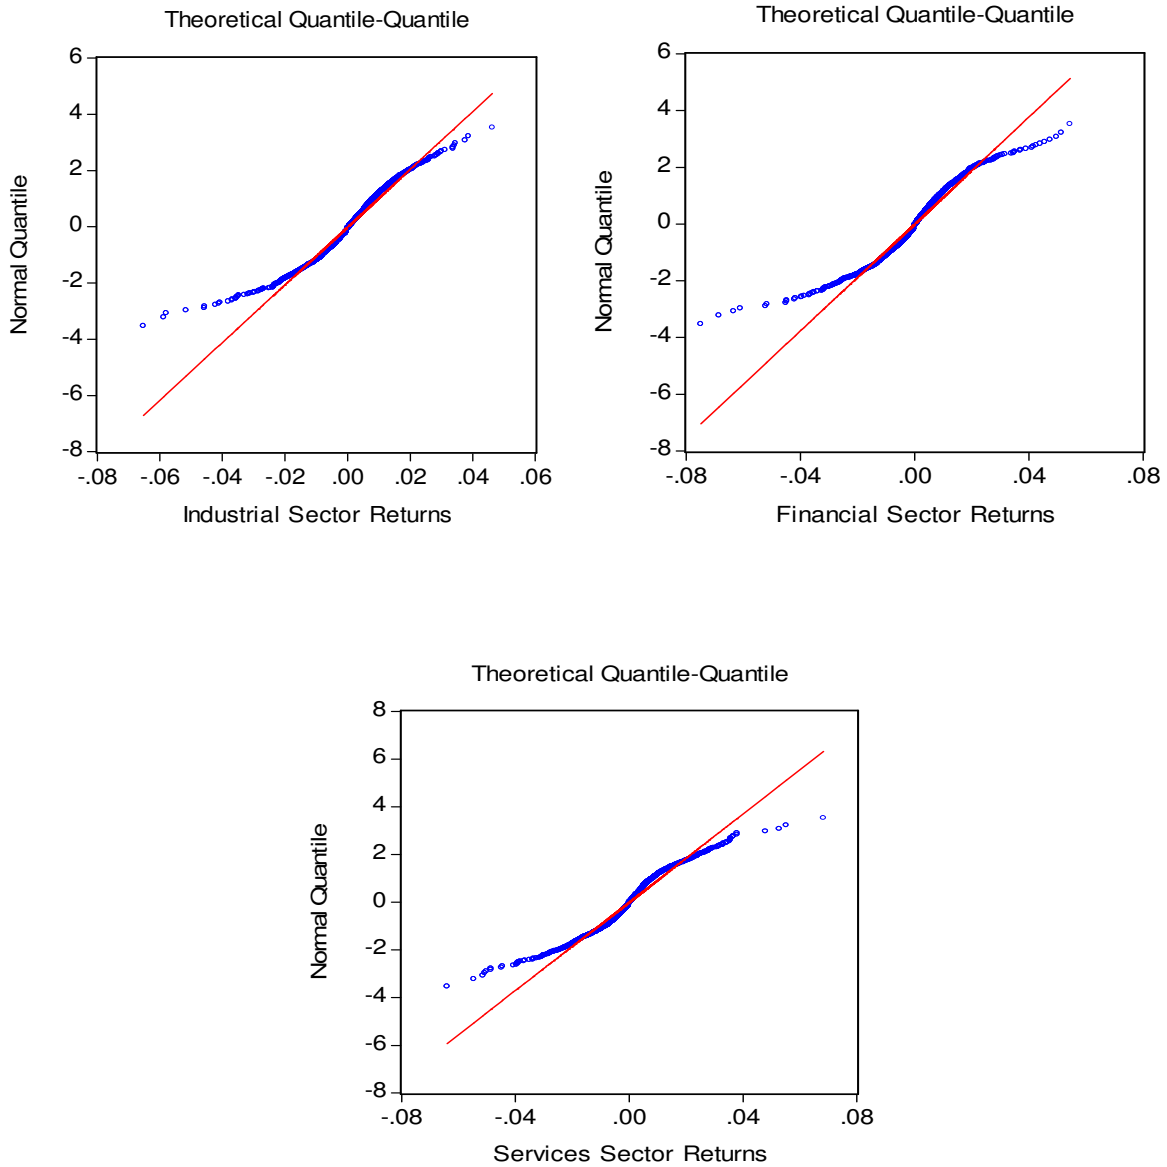 Theoretical Quantile-Quantile
6
4
2
0
-2
-4
-6
-8
Normal Quantile
-.08 -.06 -.04 -.02 .00 .02 .04 .06
Industrial Sector Returns
Theoretical Quantile-Quantile
6
4
2
0
-2
-4
-6
-8
Normal Quantile
-.08 -.04 .00 .04 .08
Financial Sector Returns
Theoretical Quantile-Quantile
8
6
4
2
0
-2
-4
-6
-8
Normal Quantile
-.08 -.04 .00 .04 .08
Services Sector Returns